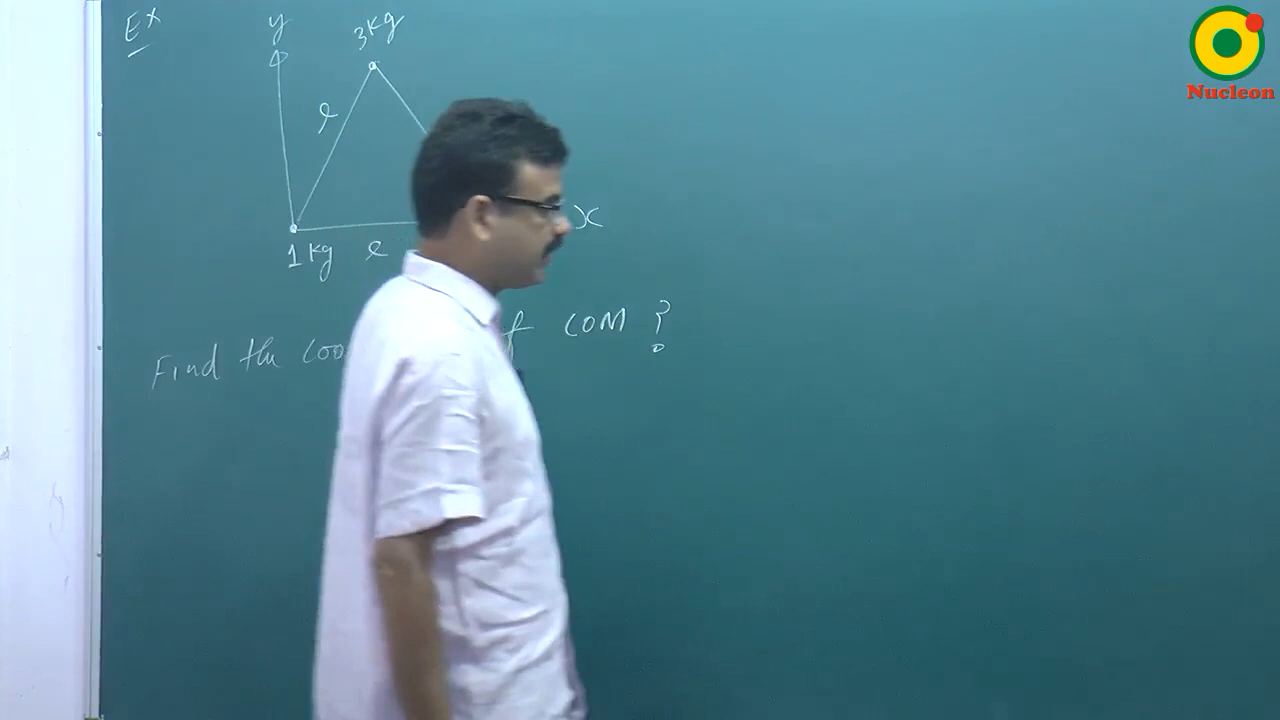 Ex
y
3kg
l
x
1kg l
Find the coo f COM ?
Nucleon